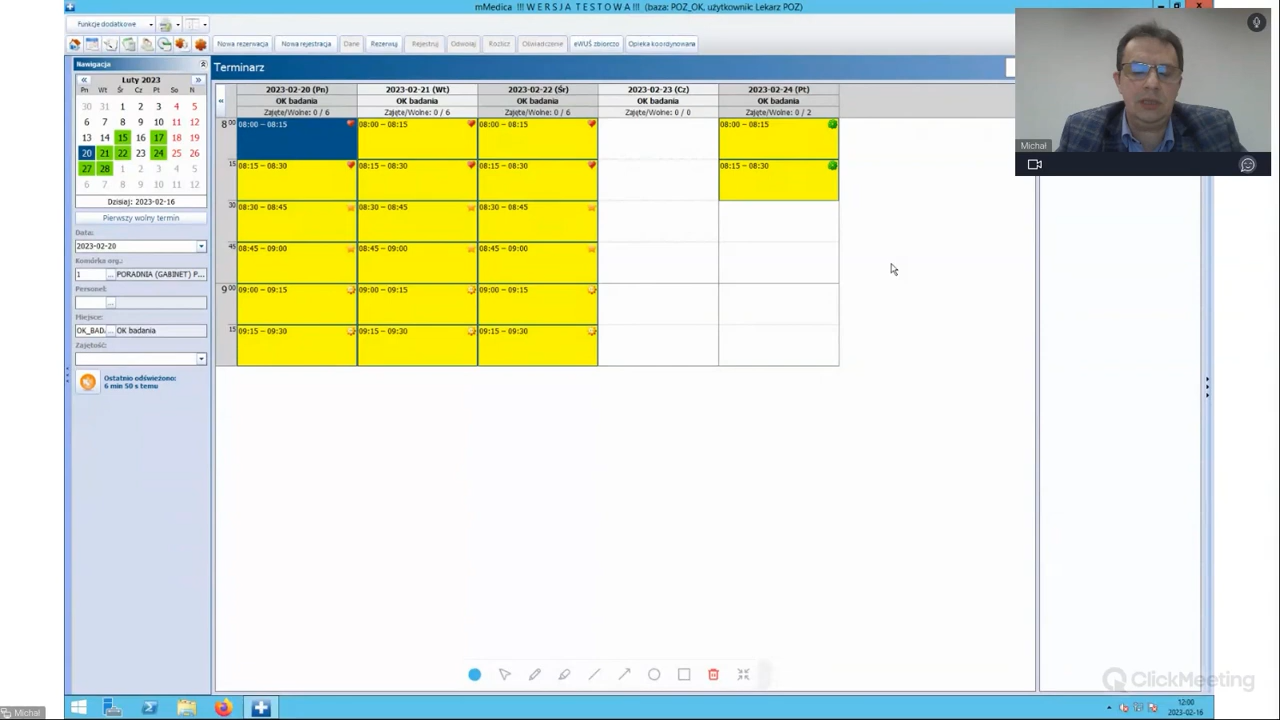 mMedica !!! W E R S J A T E S T O W A !!! (baza: POZ_OK, użytkownik: Lekarz POZ)
Funkcje dodatkowe
Nowa rezerwacja Nowa rejestracja Dane Rezerwuj Rejestruj Odwołaj Rozlicz Oświadczenie eWUŚ zbiorczo Opieka koordynowana
Nawigacja
Terminarz
« Luty 2023 »
Pn Wt Śr Cz Pt So N
30 31 1 2 3 4 5
6 7 8 9 10 11 12
13 14 15 16 17 18 19
20 21 22 23 24 25 26
27 28 1 2 3 4 5
6 7 8 9 10 11 12
Dzisiaj: 2023-02-16
Pierwszy wolny termin
Data:
2023-02-20
Komórka org.:
1 ... PORADNIA (GABINET) P...
Personel:
...
Miejsce:
OK_BAD... OK badania
Zajętość:
Ostatnio odświeżono:
6 min 50 s temu
«
2023-02-20 (Pn) 2023-02-21 (Wt) 2023-02-22 (Śr) 2023-02-23 (Cz) 2023-02-24 (Pt)
OK badania OK badania OK badania OK badania OK badania
Zajęte/Wolne: 0 / 6 Zajęte/Wolne: 0 / 6 Zajęte/Wolne: 0 / 6 Zajęte/Wolne: 0 / 0 Zajęte/Wolne: 0 / 2
8 00 08:00 – 08:15 08:00 – 08:15 08:00 – 08:15 08:00 – 08:15
15 08:15 – 08:30 08:15 – 08:30 08:15 – 08:30 08:15 – 08:30
30 08:30 – 08:45 08:30 – 08:45 08:30 – 08:45
45 08:45 – 09:00 08:45 – 09:00 08:45 – 09:00
9 00 09:00 – 09:15 09:00 – 09:15 09:00 – 09:15
15 09:15 – 09:30 09:15 – 09:30 09:15 – 09:30
Michał
ClickMeeting
12:00
2023-02-16
Michał